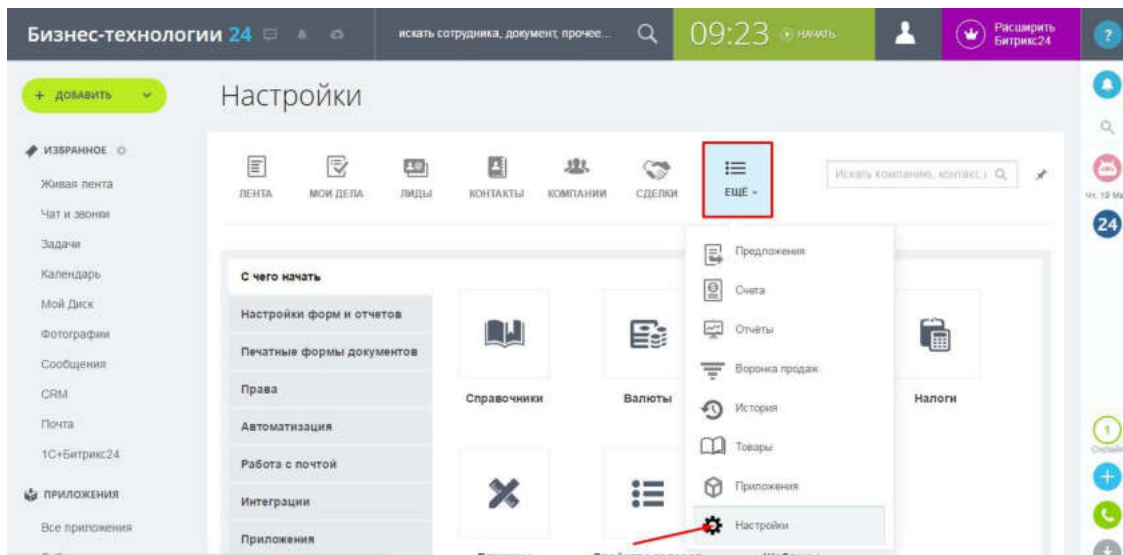 Бизнес-технологии 24
искать сотрудника, документ, прочее...
09:23
НАЧАТЬ
Расширить
Битрикс24
?
+ ДОБАВИТЬ
Настройки
ИЗБРАННОЕ
Живая лента
Чат и звонки
Задачи
Календарь
Мой Диск
Фотографии
Сообщения
CRM
Почта
1С+Битрикс24
ПРИЛОЖЕНИЯ
Все приложения
ЛЕНТА
МОИ ДЕЛА
ЛИДЫ
КОНТАКТЫ
КОМПАНИИ
СДЕЛКИ
ЕЩЁ
Искать компанию, контакт,
С чего начать
Настройки форм и отчетов
Печатные формы документов
Права
Автоматизация
Работа с почтой
Интеграции
Приложения
Справочники
Валюты
Налоги
Предложения
Счета
Отчёты
Воронка продаж
История
Товары
Приложения
Настройки
24
1